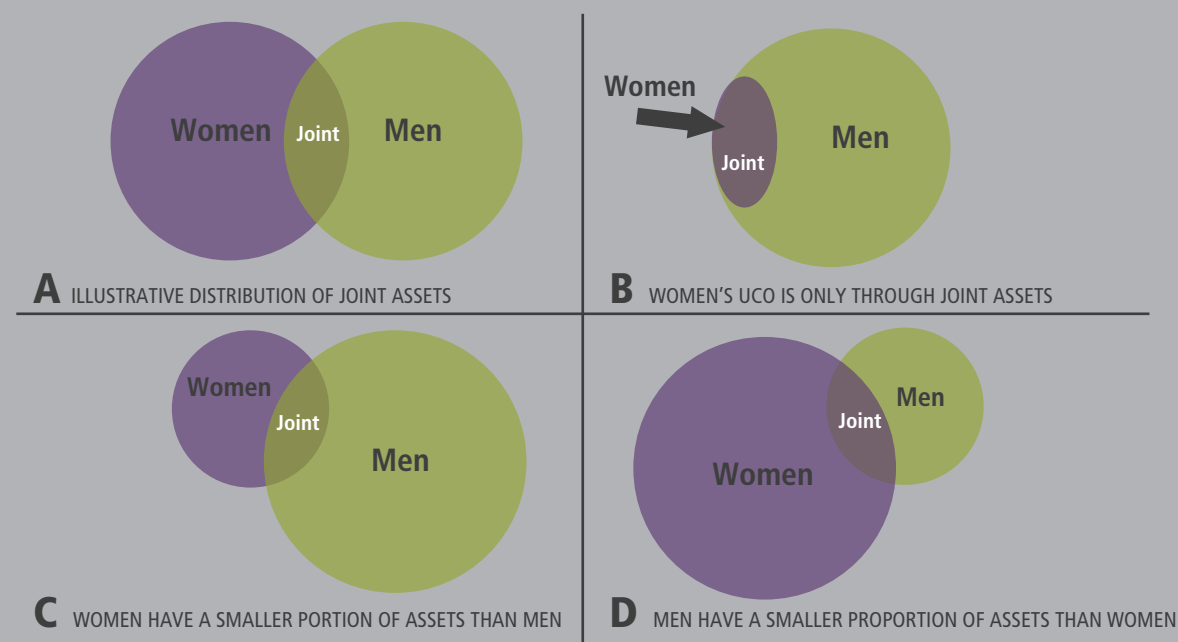 Women
Joint
Men
A ILLUSTRATIVE DISTRIBUTION OF JOINT ASSETS
Women
Joint
Men
B WOMEN'S UCO IS ONLY THROUGH JOINT ASSETS
Women
Joint
Men
C WOMEN HAVE A SMALLER PORTION OF ASSETS THAN MEN
Women
Joint
Men
D MEN HAVE A SMALLER PROPORTION OF ASSETS THAN WOMEN